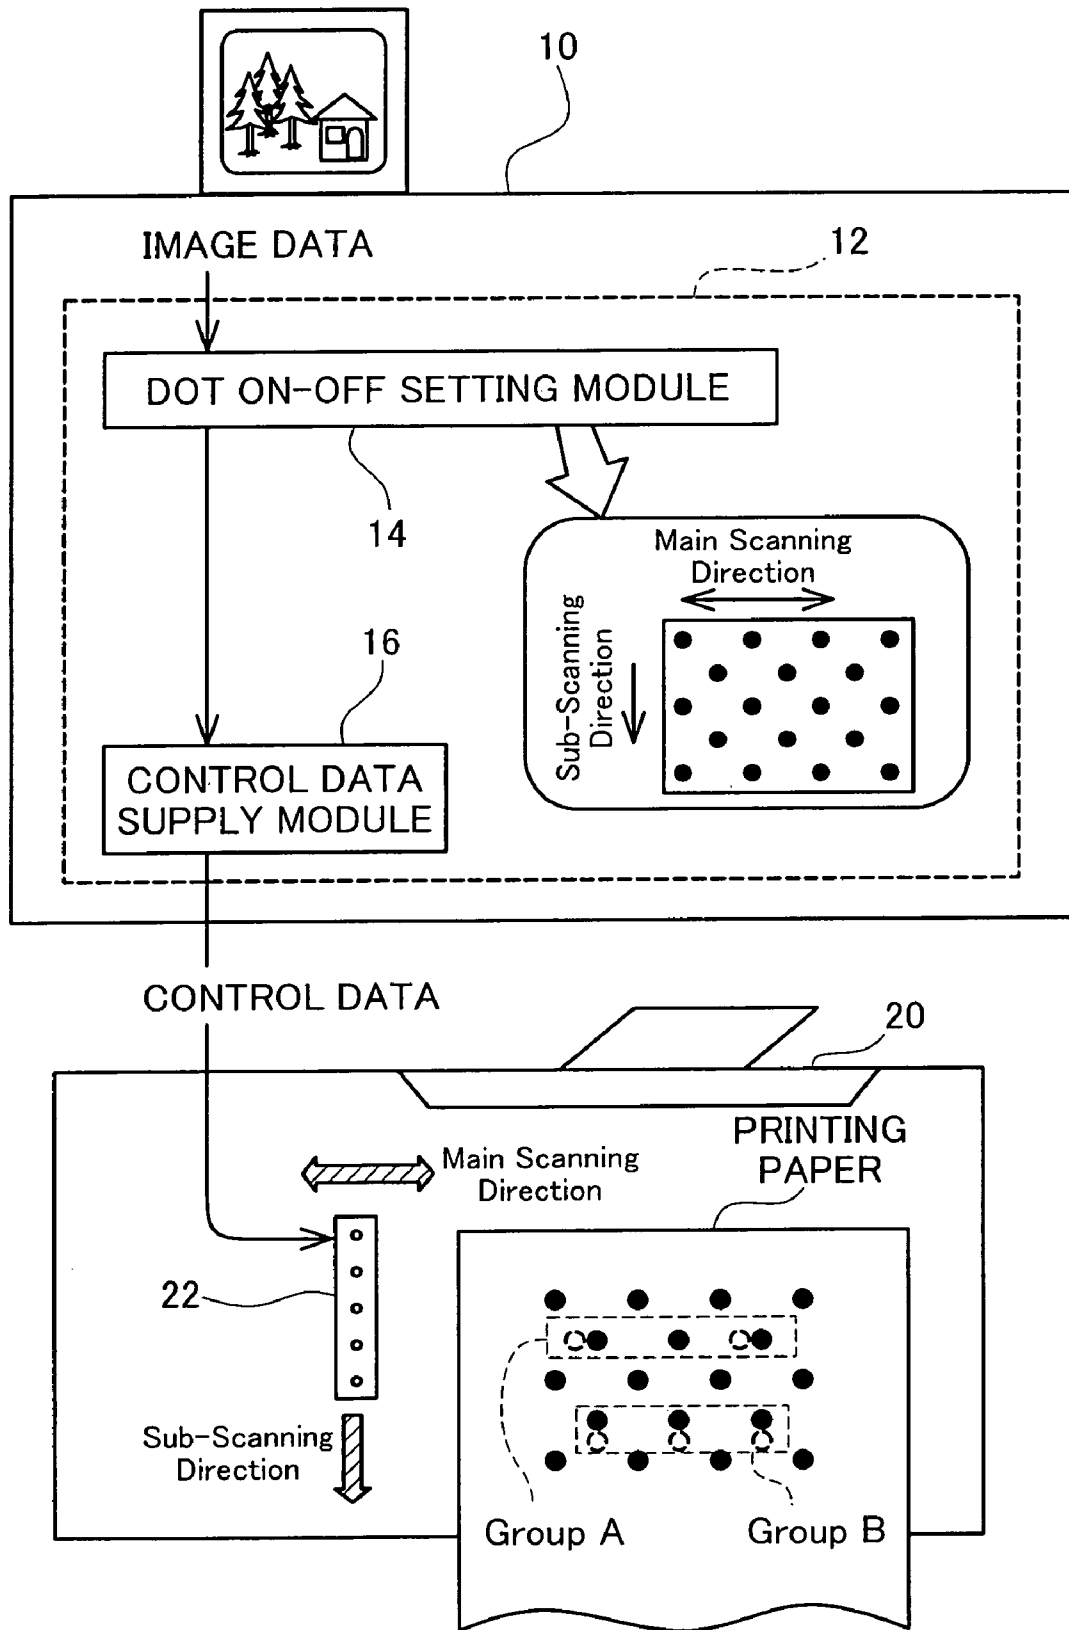 10
IMAGE DATA
12
DOT ON-OFF SETTING MODULE
14
Main Scanning
Direction
Sub-Scanning
Direction
16
CONTROL DATA
SUPPLY MODULE
CONTROL DATA
20
PRINTING
PAPER
Main Scanning
Direction
22
Sub-Scanning
Direction
Group A
Group B